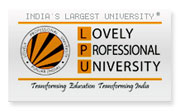 INDIA'S LARGEST UNIVERSITY*
LOVELY
PROFESSIONAL
UNIVERSITY
Transforming Education Transforming India